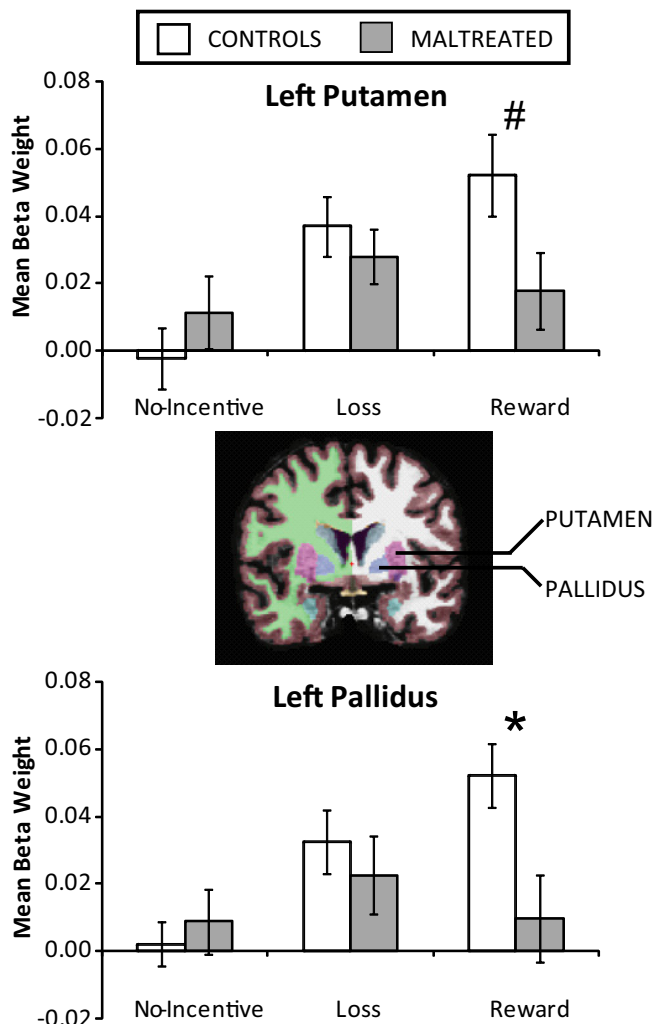 CONTROLS MALTREATED
Left Putamen
#
Mean Beta Weight
0.08
0.06
0.04
0.02
0.00
-0.02
No-Incentive Loss Reward
PUTAMEN
PALLIDUS
Left Pallidus
*
Mean Beta Weight
0.08
0.06
0.04
0.02
0.00
-0.02
No-Incentive Loss Reward